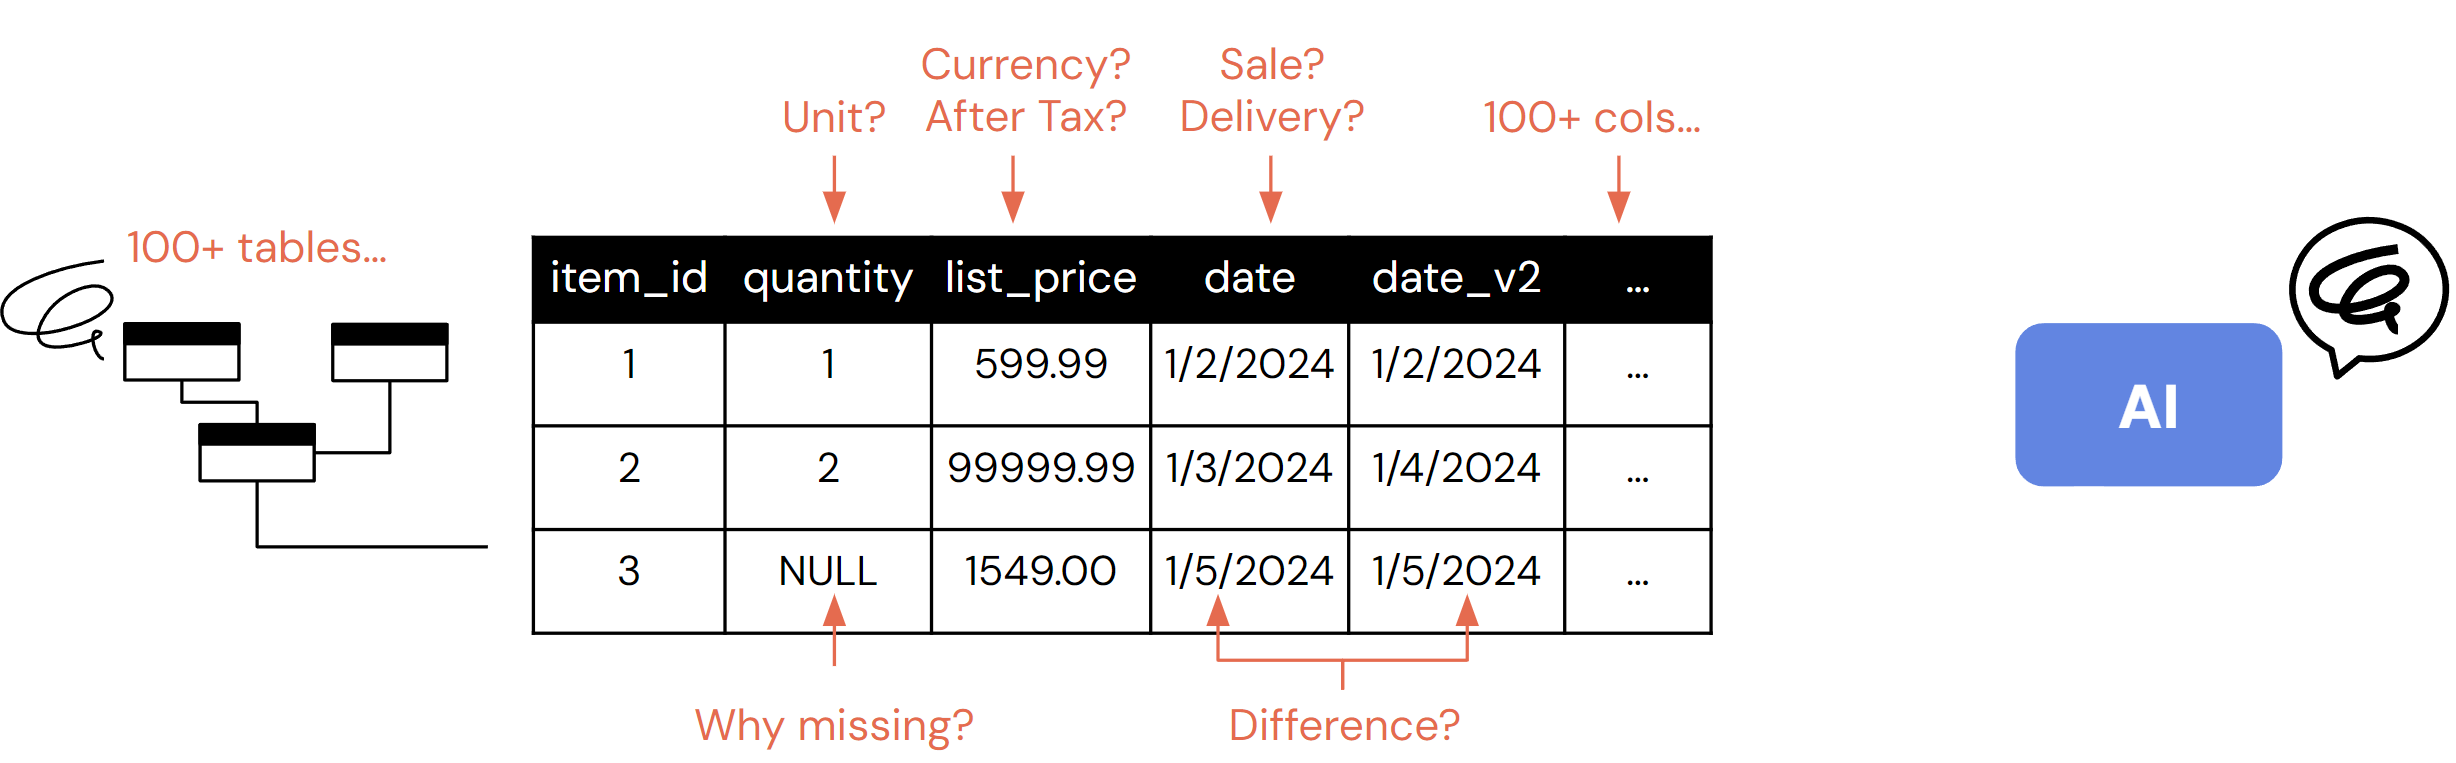 Currency?
Sale?
Unit?
After Tax?
Delivery?
100+ cols...
100+ tables...
item_id quantity list_price date date_v2 ...
1 1 599.99 1/2/2024 1/2/2024 ...
2 2 99999.99 1/3/2024 1/4/2024 ...
3 NULL 1549.00 1/5/2024 1/5/2024 ...
Why missing?
Difference?
AI